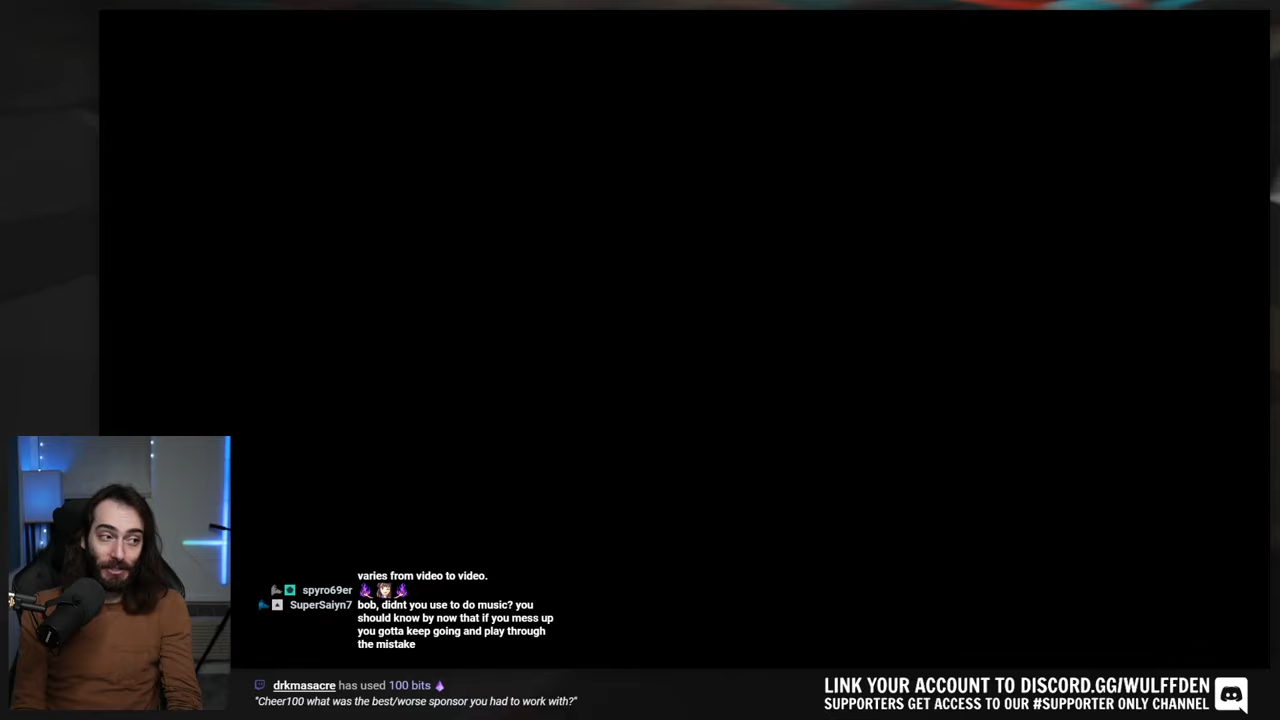 varies from video to video.
spyro69er
SuperSaiyn7 bob, didnt you use to do music? you
should know by now that if you mess up
you gotta keep going and play through
the mistake
drkmasacre has used 100 bits
"Cheer100 what was the best/worse sponsor you had to work with?"
LINK YOUR ACCOUNT TO DISCORD.GG/WULFFDEN
SUPPORTERS GET ACCESS TO OUR #SUPPORTER ONLY CHANNEL